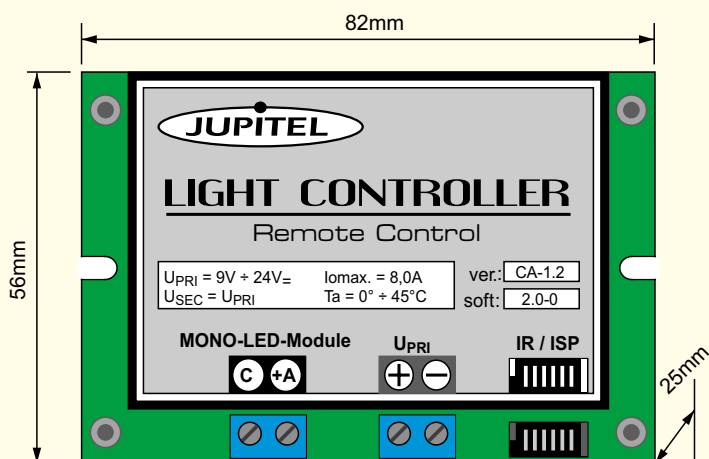 82mm
56mm
JUPITEL
LIGHT CONTROLLER
Remote Control
UPRI = 9V ÷ 24V= Iomax. = 8,0A
USEC = UPRI Ta = 0° ÷ 45°C
ver.: CA-1.2
soft: 2.0-0
MONO-LED-Module UPRI IR / ISP
C +A + −
25mm